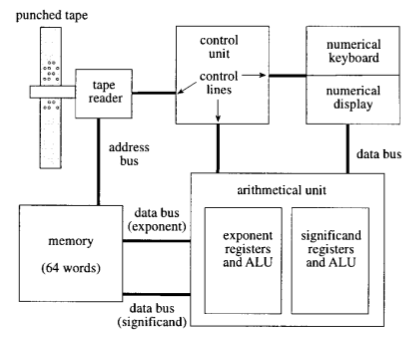 punched tape
control
unit
control
lines
numerical
keyboard
numerical
display
tape
reader
address
bus
data bus
arithmetical unit
memory
(64 words)
data bus
(exponent)
data bus
(significand)
exponent
registers
and ALU
significand
registers
and ALU